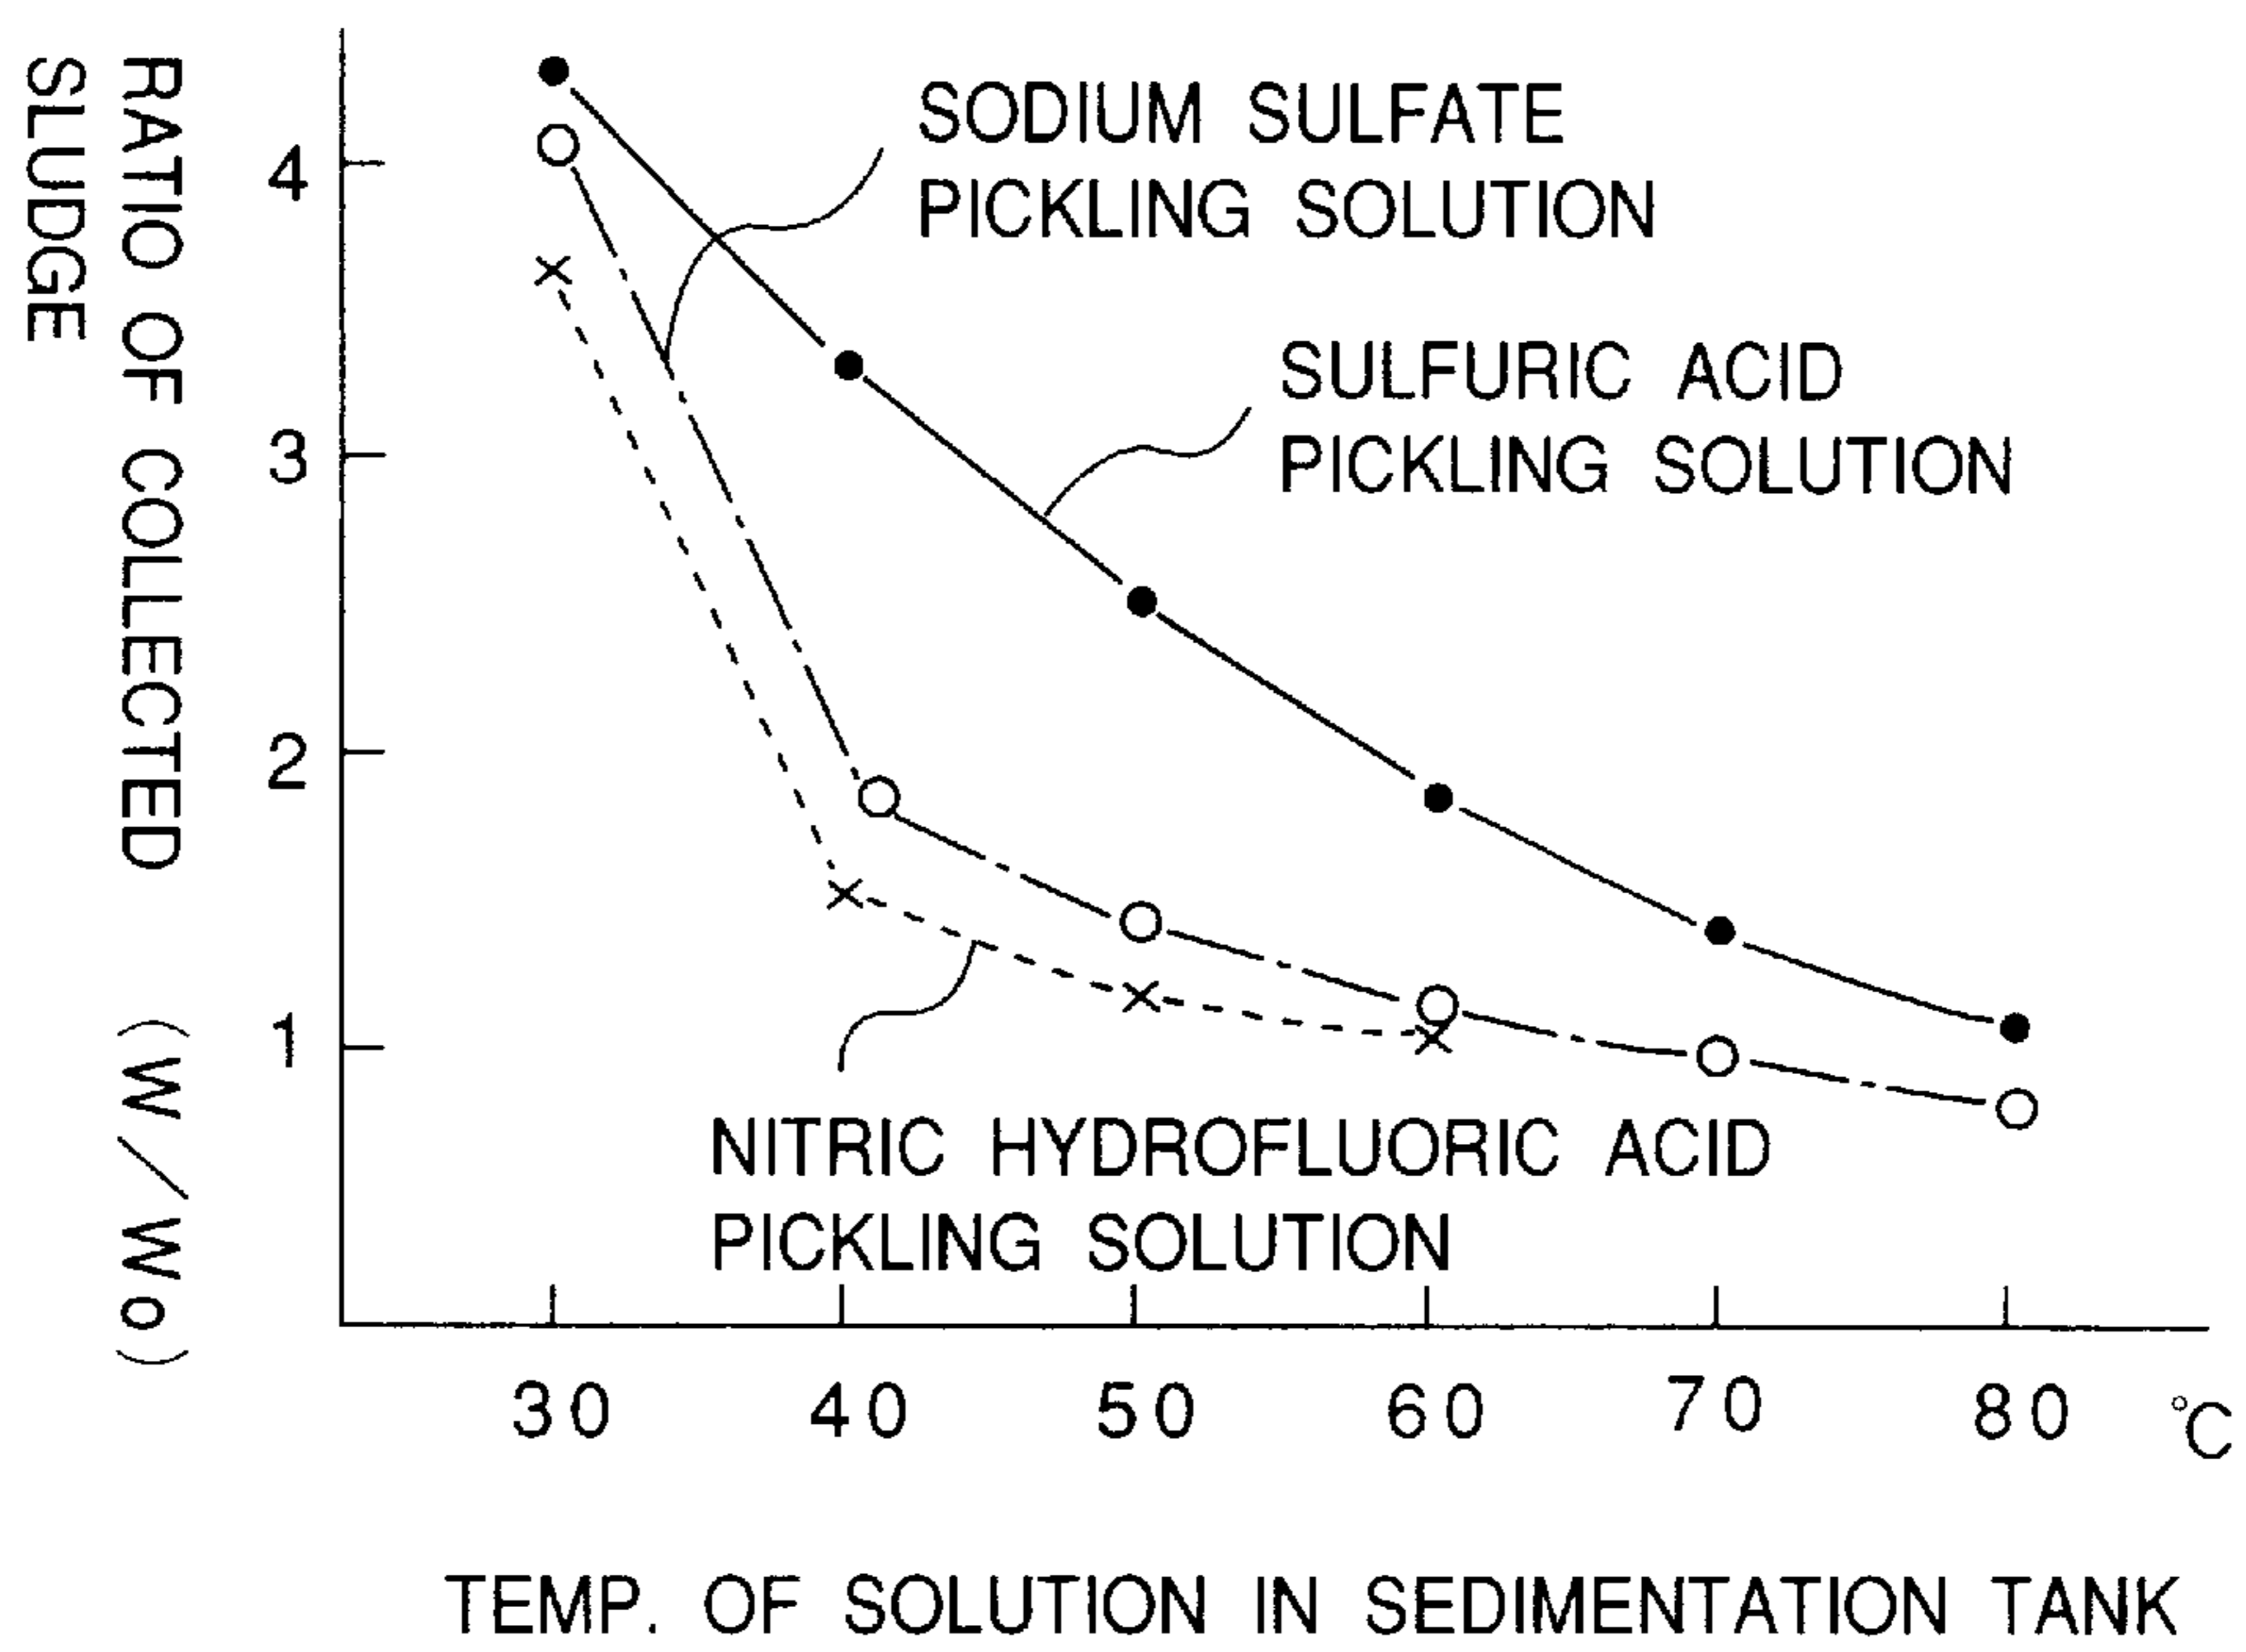 RATIO OF COLLECTED (W/Wo)
SLUDGE
4
3
2
1
SODIUM SULFATE
PICKLING SOLUTION
SULFURIC ACID
PICKLING SOLUTION
NITRIC HYDROFLUORIC ACID
PICKLING SOLUTION
30 40 50 60 70 80 °C
TEMP. OF SOLUTION IN SEDIMENTATION TANK